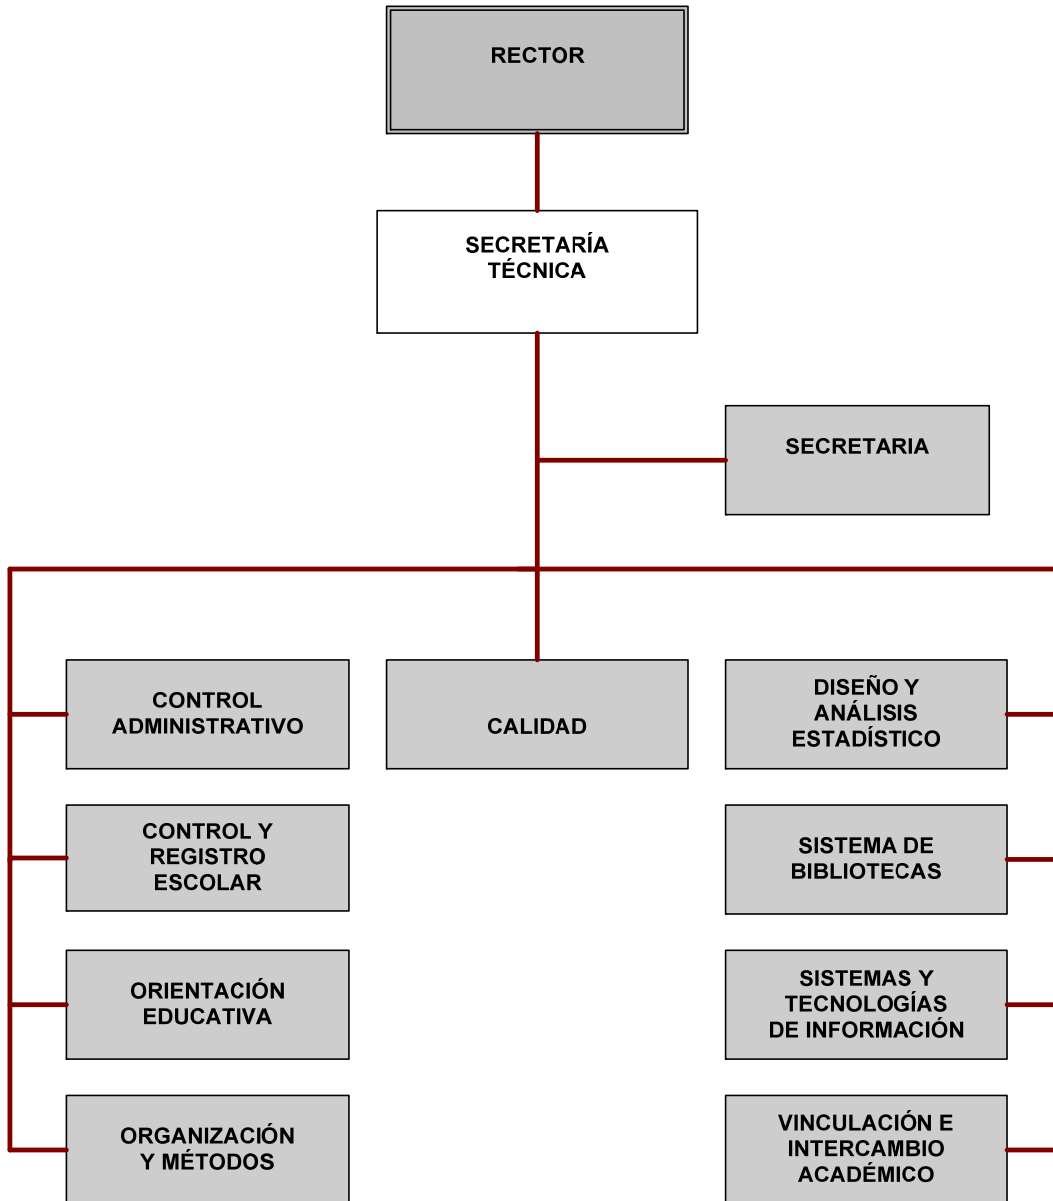 RECTOR
SECRETARÍA
TÉCNICA
SECRETARIA
CONTROL
ADMINISTRATIVO
CALIDAD
DISEÑO Y
ANÁLISIS
ESTADÍSTICO
CONTROL Y
REGISTRO
ESCOLAR
SISTEMA DE
BIBLIOTECAS
ORIENTACIÓN
EDUCATIVA
SISTEMAS Y
TECNOLOGÍAS
DE INFORMACIÓN
ORGANIZACIÓN
Y MÉTODOS
VINCULACIÓN E
INTERCAMBIO
ACADÉMICO